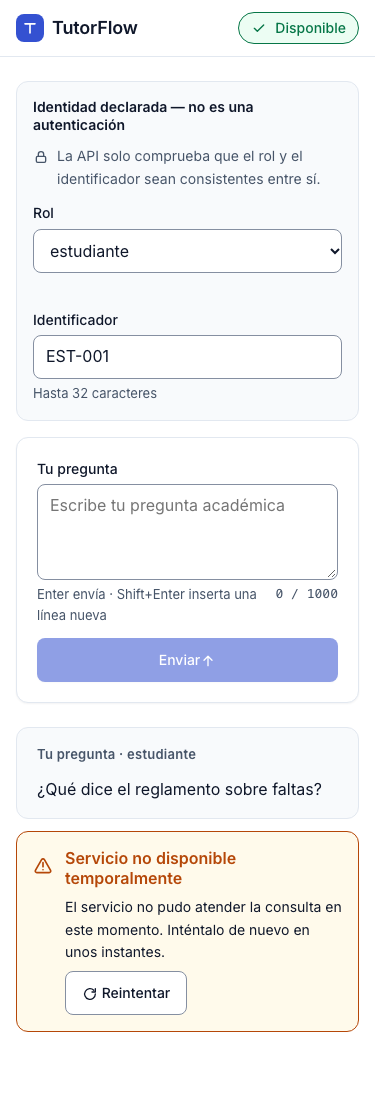 TutorFlow
Disponible
Identidad declarada — no es una
autenticación
La API solo comprueba que el rol y el
identificador sean consistentes entre sí.
Rol
estudiante
Identificador
EST-001
Hasta 32 caracteres
Tu pregunta
Escribe tu pregunta académica
Enter envía · Shift+Enter inserta una
línea nueva
0 / 1000
Enviar↑
Tu pregunta · estudiante
¿Qué dice el reglamento sobre faltas?
Servicio no disponible
temporalmente
El servicio no pudo atender la consulta en
este momento. Inténtalo de nuevo en
unos instantes.
Reintentar